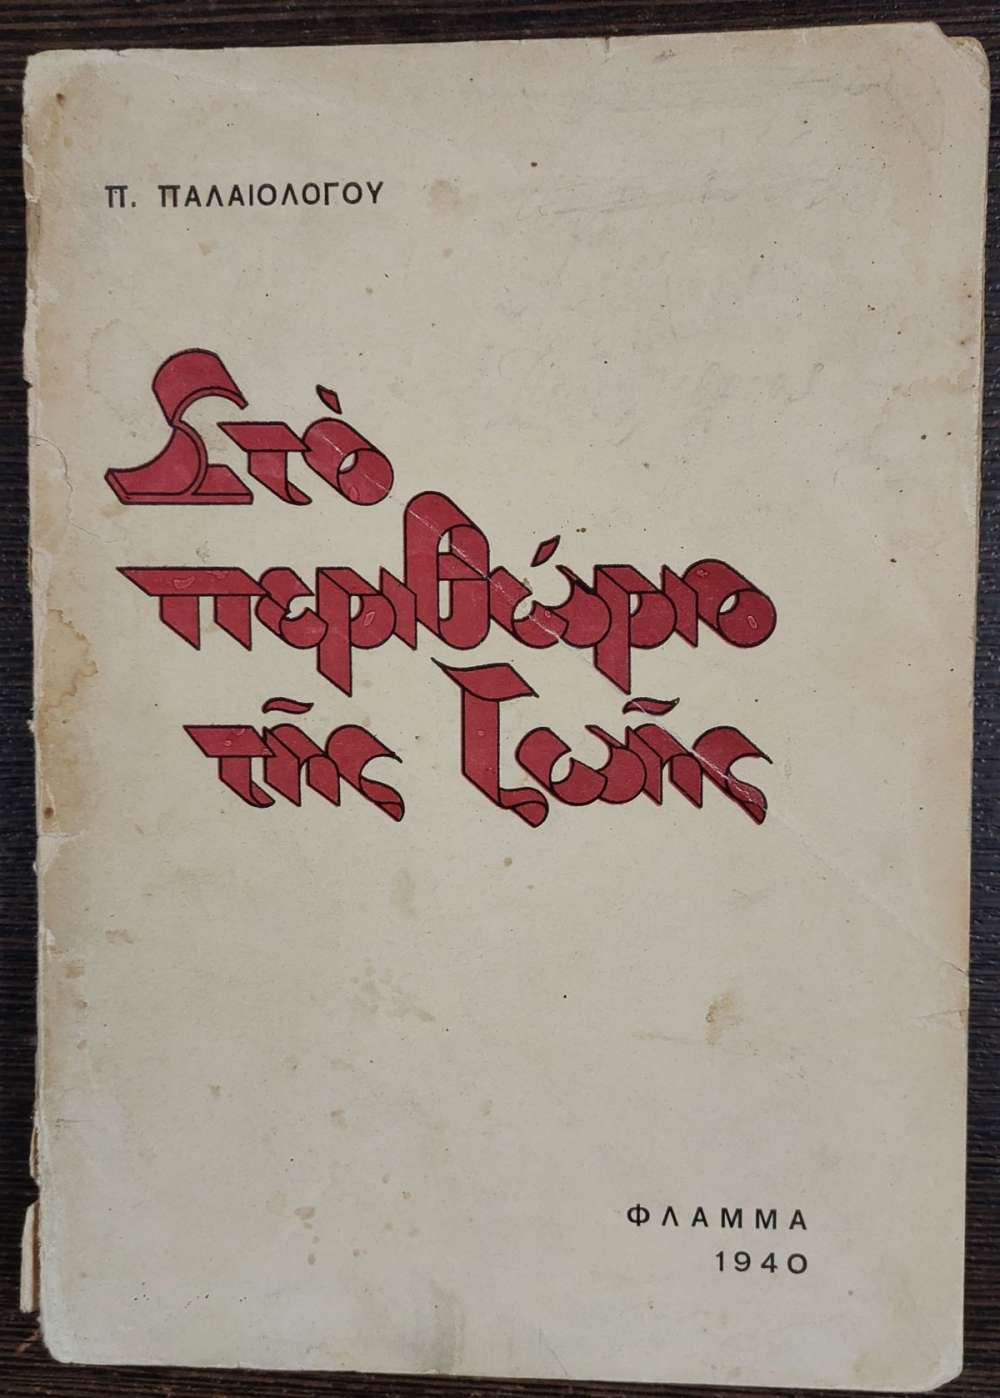 Π. ΠΑΛΑΙΟΛΟΓΟΥ
Στὸ
περιθώριο
τῆς ζωῆς
ΦΛΑΜΜΑ
1940